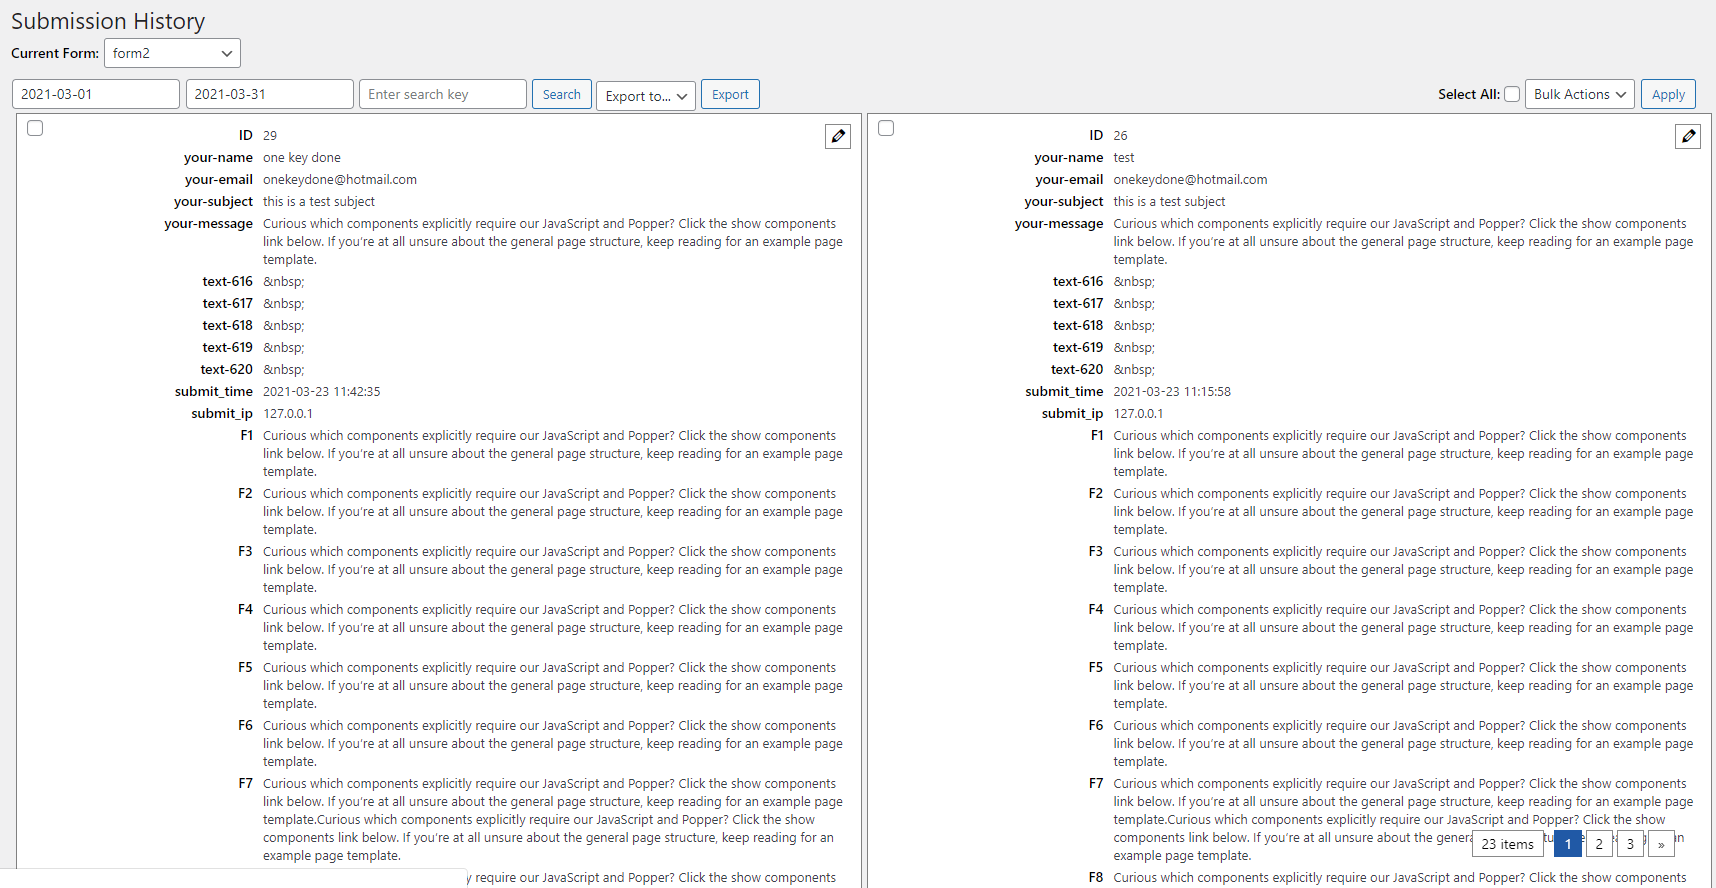 Submission History
Current Form: form2
2021-03-01 2021-03-31 Enter search key Search Export to... Export Select All: Bulk Actions Apply
ID 29
your-name one key done
your-email onekeydone@hotmail.com
your-subject this is a test subject
your-message Curious which components explicitly require our JavaScript and Popper? Click the show components
link below. If you're at all unsure about the general page structure, keep reading for an example page
template.
text-616 &nbsp;
text-617 &nbsp;
text-618 &nbsp;
text-619 &nbsp;
text-620 &nbsp;
submit_time 2021-03-23 11:42:35
submit_ip 127.0.0.1
F1 Curious which components explicitly require our JavaScript and Popper? Click the show components
link below. If you're at all unsure about the general page structure, keep reading for an example page
template.
F2 Curious which components explicitly require our JavaScript and Popper? Click the show components
link below. If you're at all unsure about the general page structure, keep reading for an example page
template.
F3 Curious which components explicitly require our JavaScript and Popper? Click the show components
link below. If you're at all unsure about the general page structure, keep reading for an example page
template.
F4 Curious which components explicitly require our JavaScript and Popper? Click the show components
link below. If you're at all unsure about the general page structure, keep reading for an example page
template.
F5 Curious which components explicitly require our JavaScript and Popper? Click the show components
link below. If you're at all unsure about the general page structure, keep reading for an example page
template.
F6 Curious which components explicitly require our JavaScript and Popper? Click the show components
link below. If you're at all unsure about the general page structure, keep reading for an example page
template.
F7 Curious which components explicitly require our JavaScript and Popper? Click the show components
link below. If you're at all unsure about the general page structure, keep reading for an example page
template.Curious which components explicitly require our JavaScript and Popper? Click the show
components link below. If you're at all unsure about the general page structure, keep reading for an
example page template.
require our JavaScript and Popper? Click the show components
ID 26
your-name test
your-email onekeydone@hotmail.com
your-subject this is a test subject
your-message Curious which components explicitly require our JavaScript and Popper? Click the show components
link below. If you're at all unsure about the general page structure, keep reading for an example page
template.
text-616 &nbsp;
text-617 &nbsp;
text-618 &nbsp;
text-619 &nbsp;
text-620 &nbsp;
submit_time 2021-03-23 11:15:58
submit_ip 127.0.0.1
F1 Curious which components explicitly require our JavaScript and Popper? Click the show components
link below. If you're at all unsure about the general page structure, keep reading for an example page
template.
F2 Curious which components explicitly require our JavaScript and Popper? Click the show components
link below. If you're at all unsure about the general page structure, keep reading for an example page
template.
F3 Curious which components explicitly require our JavaScript and Popper? Click the show components
link below. If you're at all unsure about the general page structure, keep reading for an example page
template.
F4 Curious which components explicitly require our JavaScript and Popper? Click the show components
link below. If you're at all unsure about the general page structure, keep reading for an example page
template.
F5 Curious which components explicitly require our JavaScript and Popper? Click the show components
link below. If you're at all unsure about the general page structure, keep reading for an example page
template.
F6 Curious which components explicitly require our JavaScript and Popper? Click the show components
link below. If you're at all unsure about the general page structure, keep reading for an example page
template.
F7 Curious which components explicitly require our JavaScript and Popper? Click the show components
link below. If you're at all unsure about the general page structure, keep reading for an example page
template.Curious which components explicitly require our JavaScript and Popper? Click the show
components link below. If you're at all unsure about the general
example page template.
F8 Curious which components explicitly require our JavaScript and Popper? Click the show components
23 items 1 2 3 »